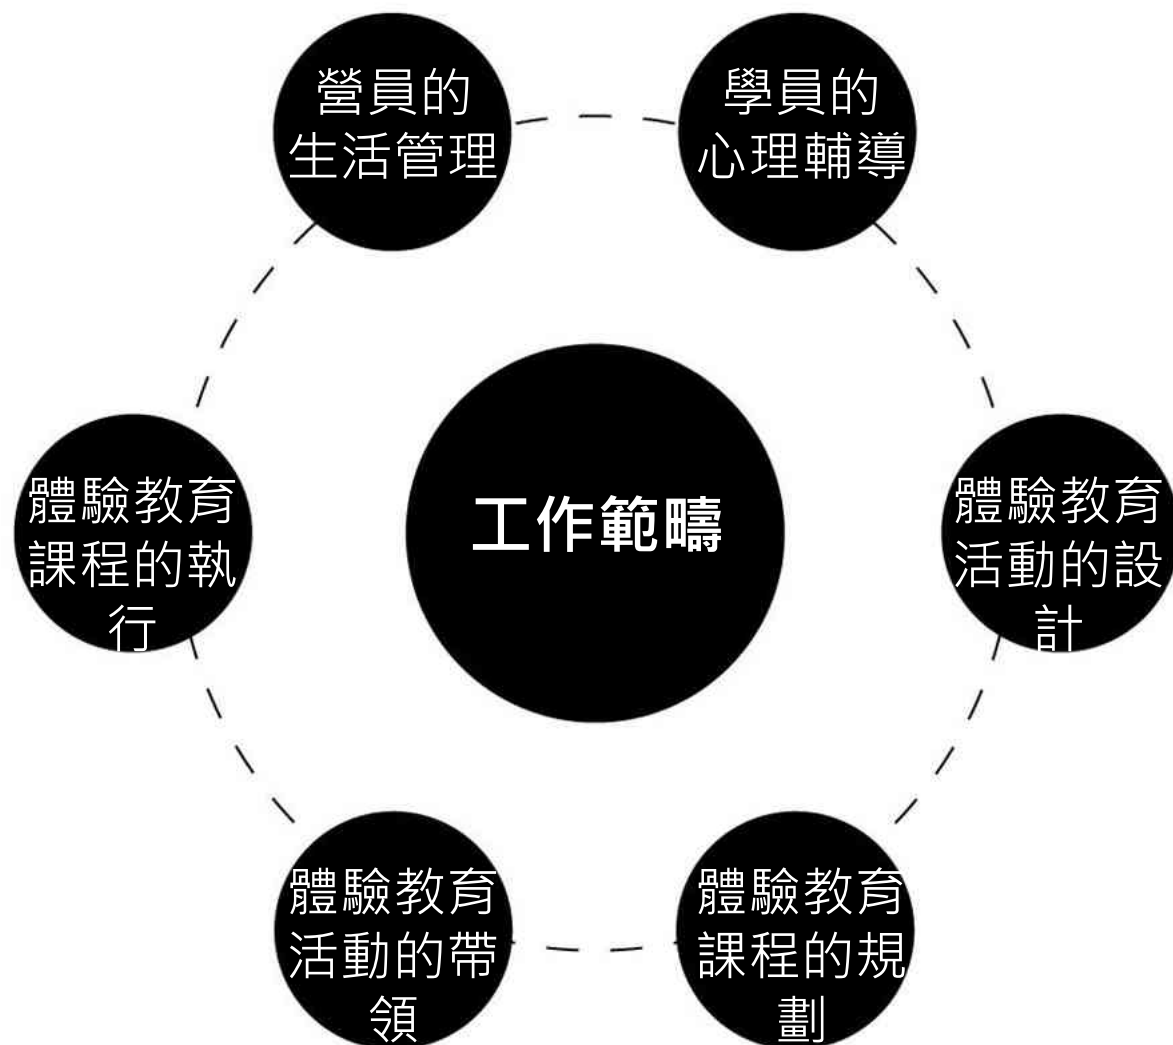 營員的
生活管理
學員的
心理輔導
體驗教育
課程的執
行
工作範疇
體驗教育
活動的設
計
體驗教育
活動的帶
領
體驗教育
課程的規
劃